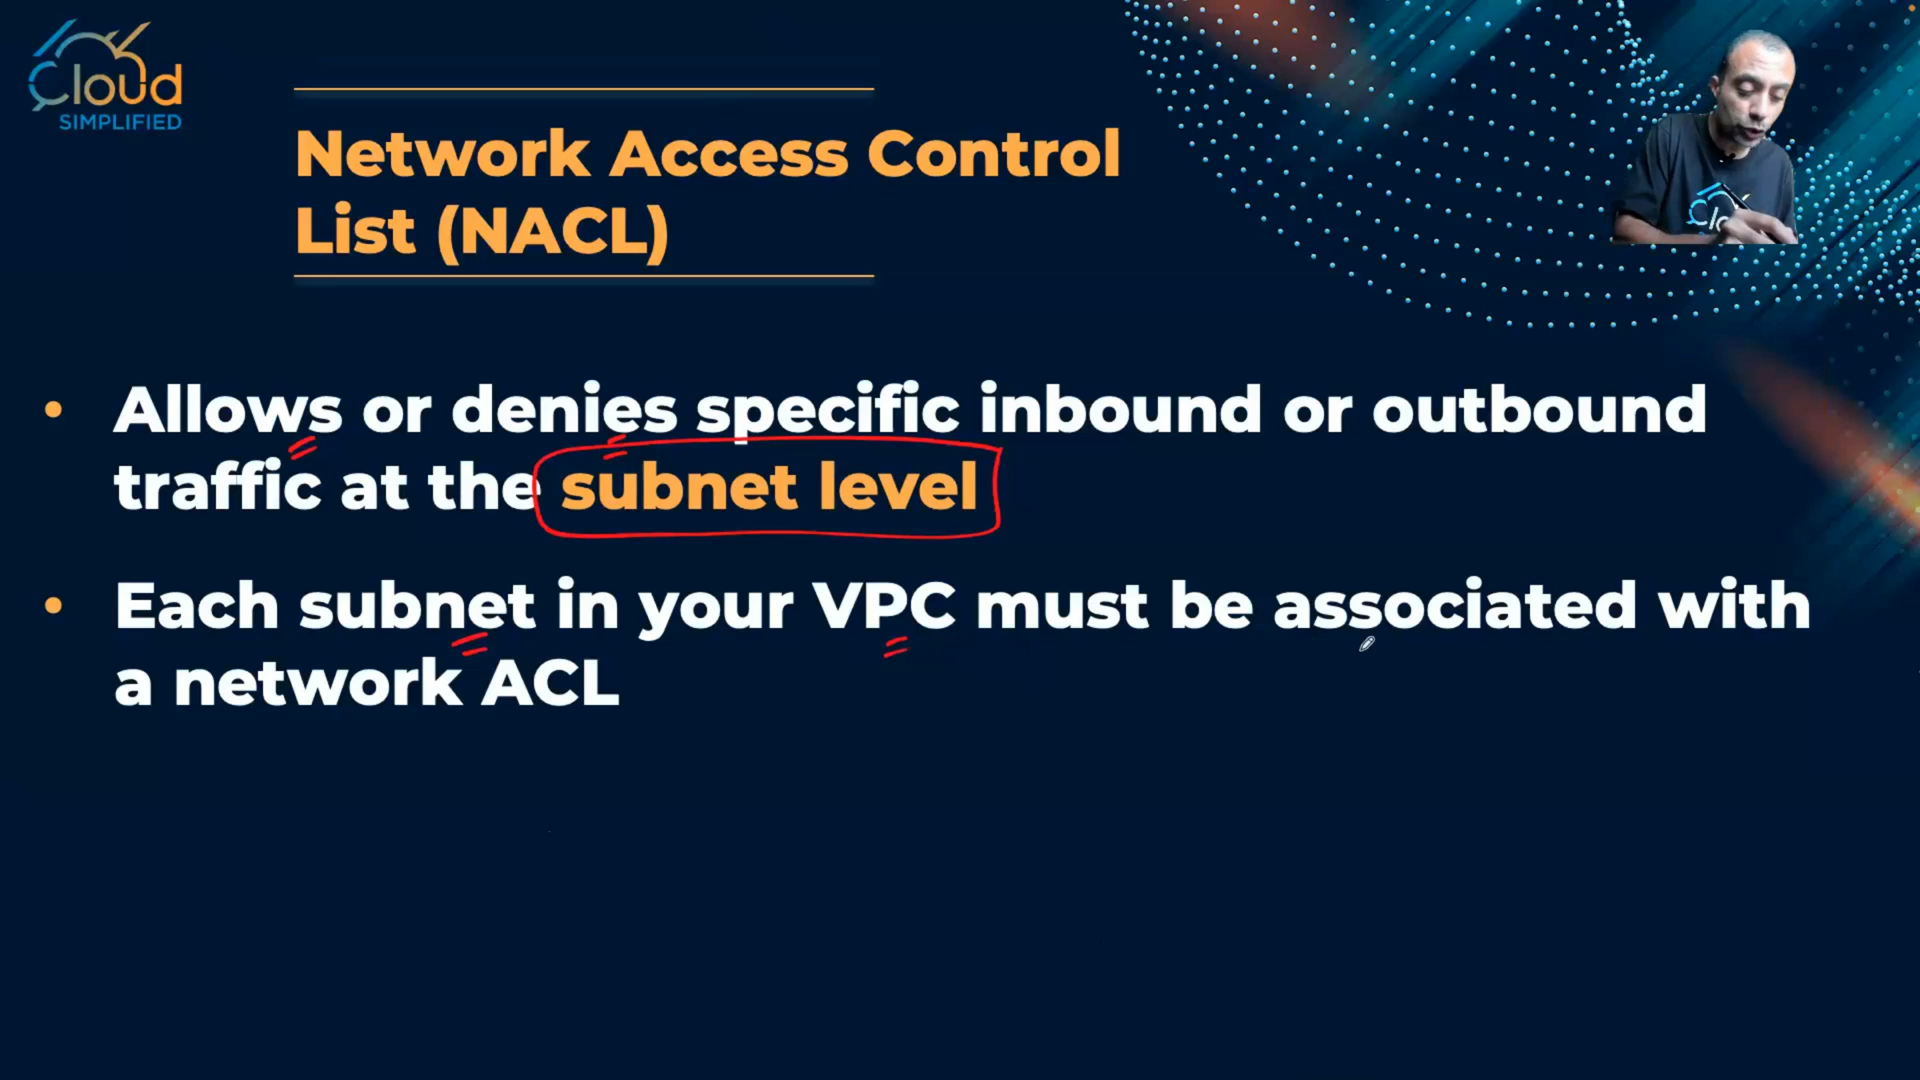 Cloud
SIMPLIFIED
Network Access Control
List (NACL)
• Allows or denies specific inbound or outbound
traffic at the subnet level
• Each subnet in your VPC must be associated with
a network ACL